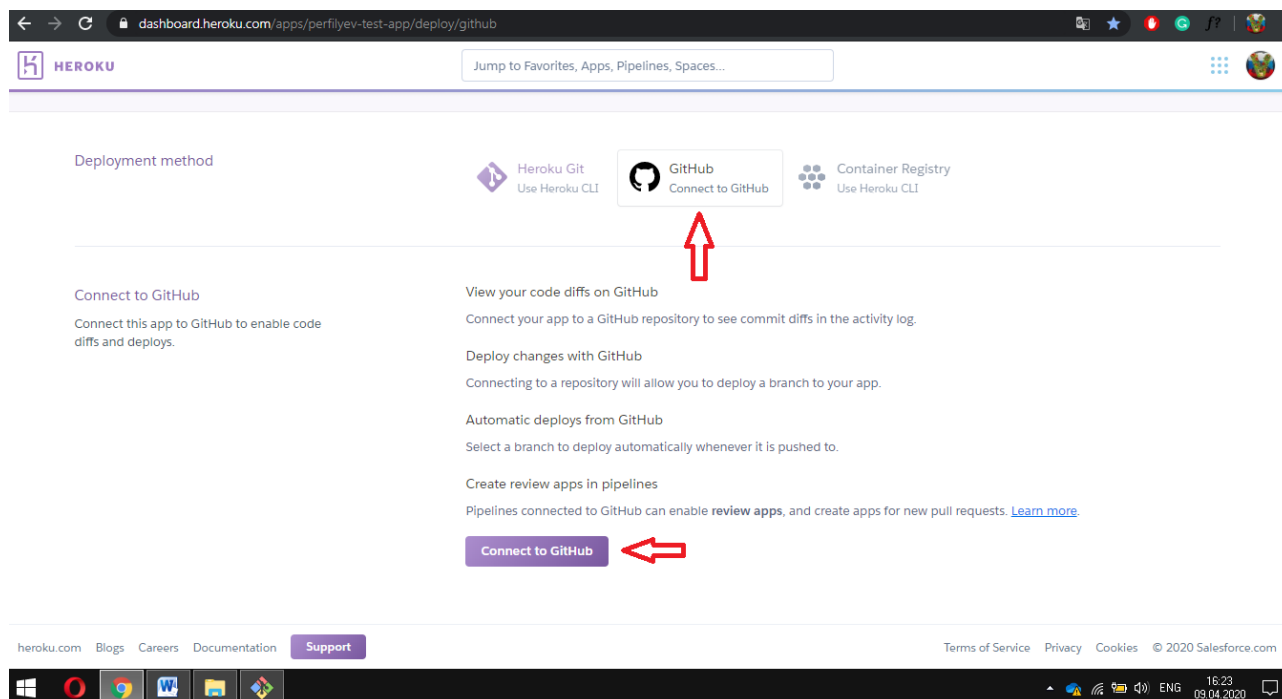 dashboard.heroku.com/apps/perfilyev-test-app/deploy/github
HEROKU
Jump to Favorites, Apps, Pipelines, Spaces...
Deployment method
Heroku Git
Use Heroku CLI
GitHub
Connect to GitHub
Container Registry
Use Heroku CLI
Connect to GitHub
Connect this app to GitHub to enable code
diffs and deploys.
View your code diffs on GitHub
Connect your app to a GitHub repository to see commit diffs in the activity log.
Deploy changes with GitHub
Connecting to a repository will allow you to deploy a branch to your app.
Automatic deploys from GitHub
Select a branch to deploy automatically whenever it is pushed to.
Create review apps in pipelines
Pipelines connected to GitHub can enable review apps, and create apps for new pull requests. Learn more.
Connect to GitHub
heroku.com Blogs Careers Documentation Support
Terms of Service Privacy Cookies © 2020 Salesforce.com
ENG
16:23
09.04.2020